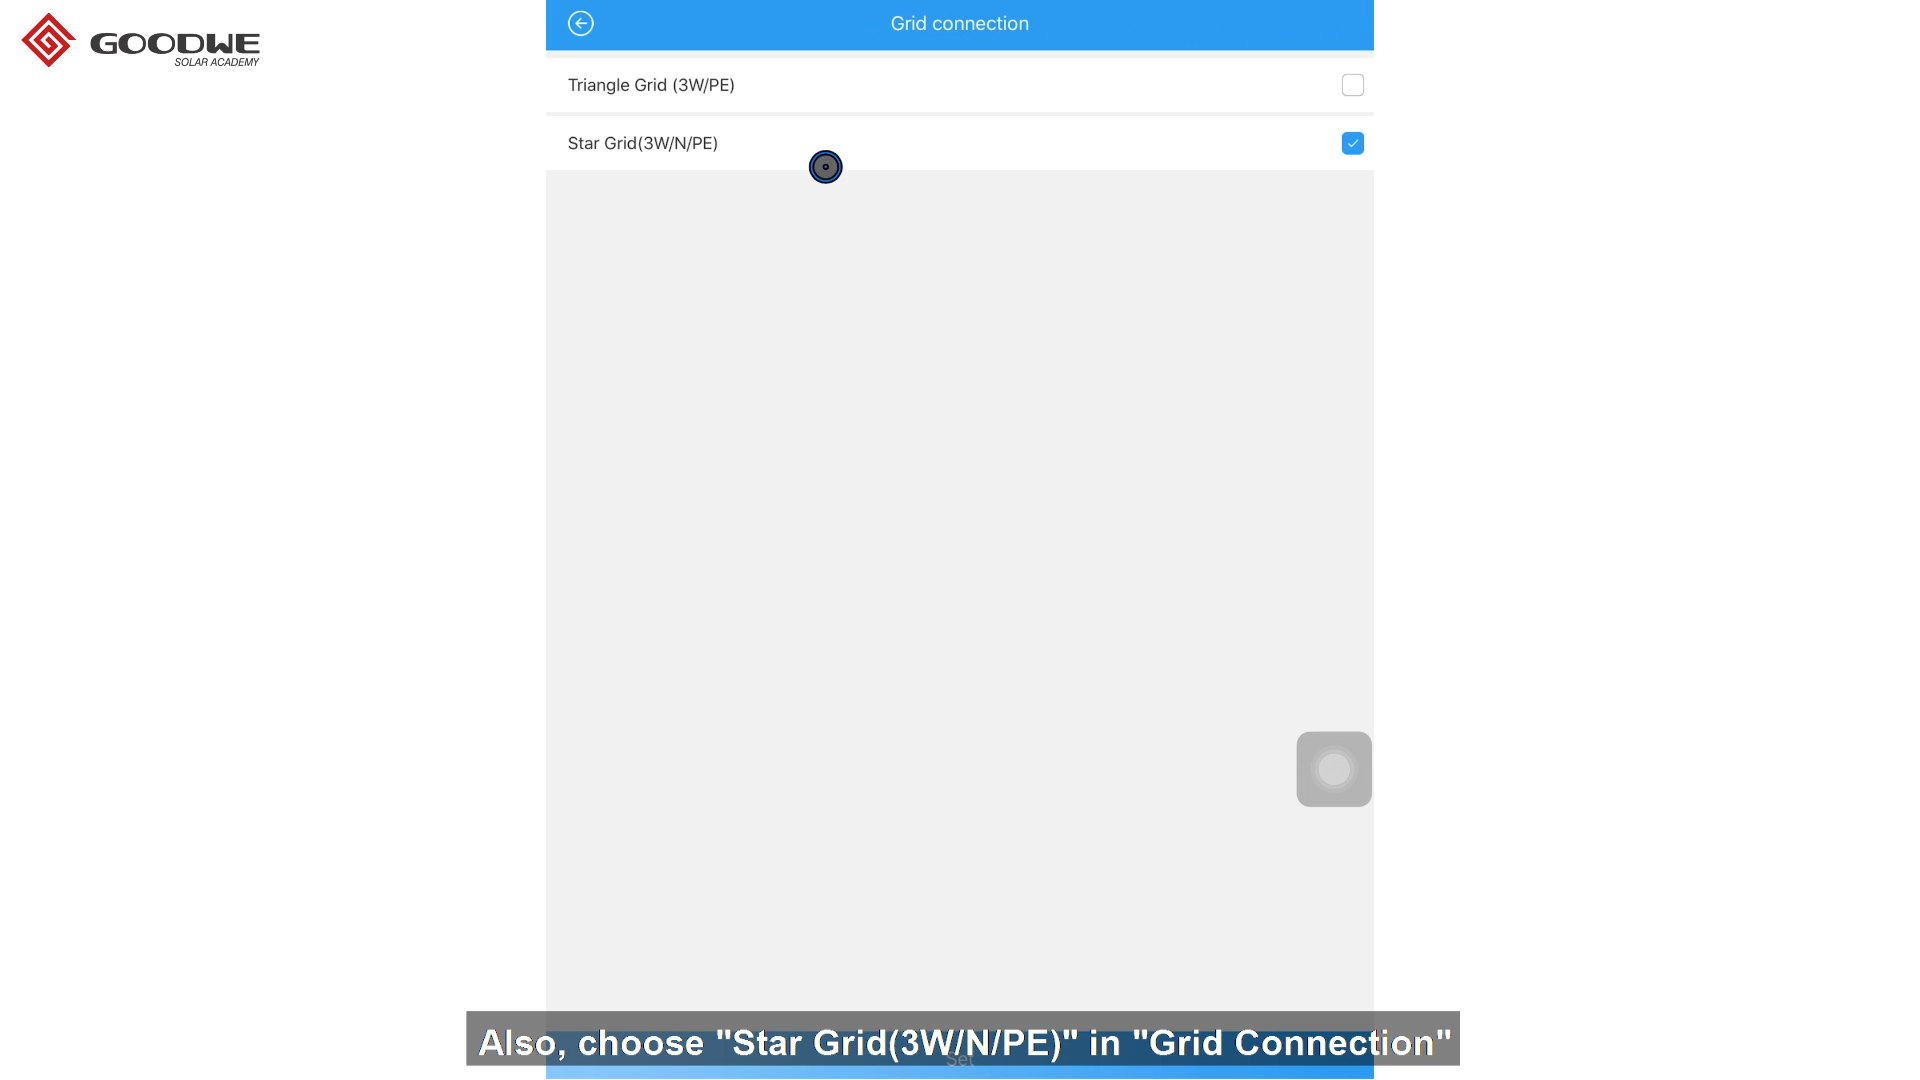 GOODWE
SOLAR ACADEMY
Grid connection
Triangle Grid (3W/PE)
Star Grid(3W/N/PE)
Set
Also, choose "Star Grid(3W/N/PE)" in "Grid Connection"